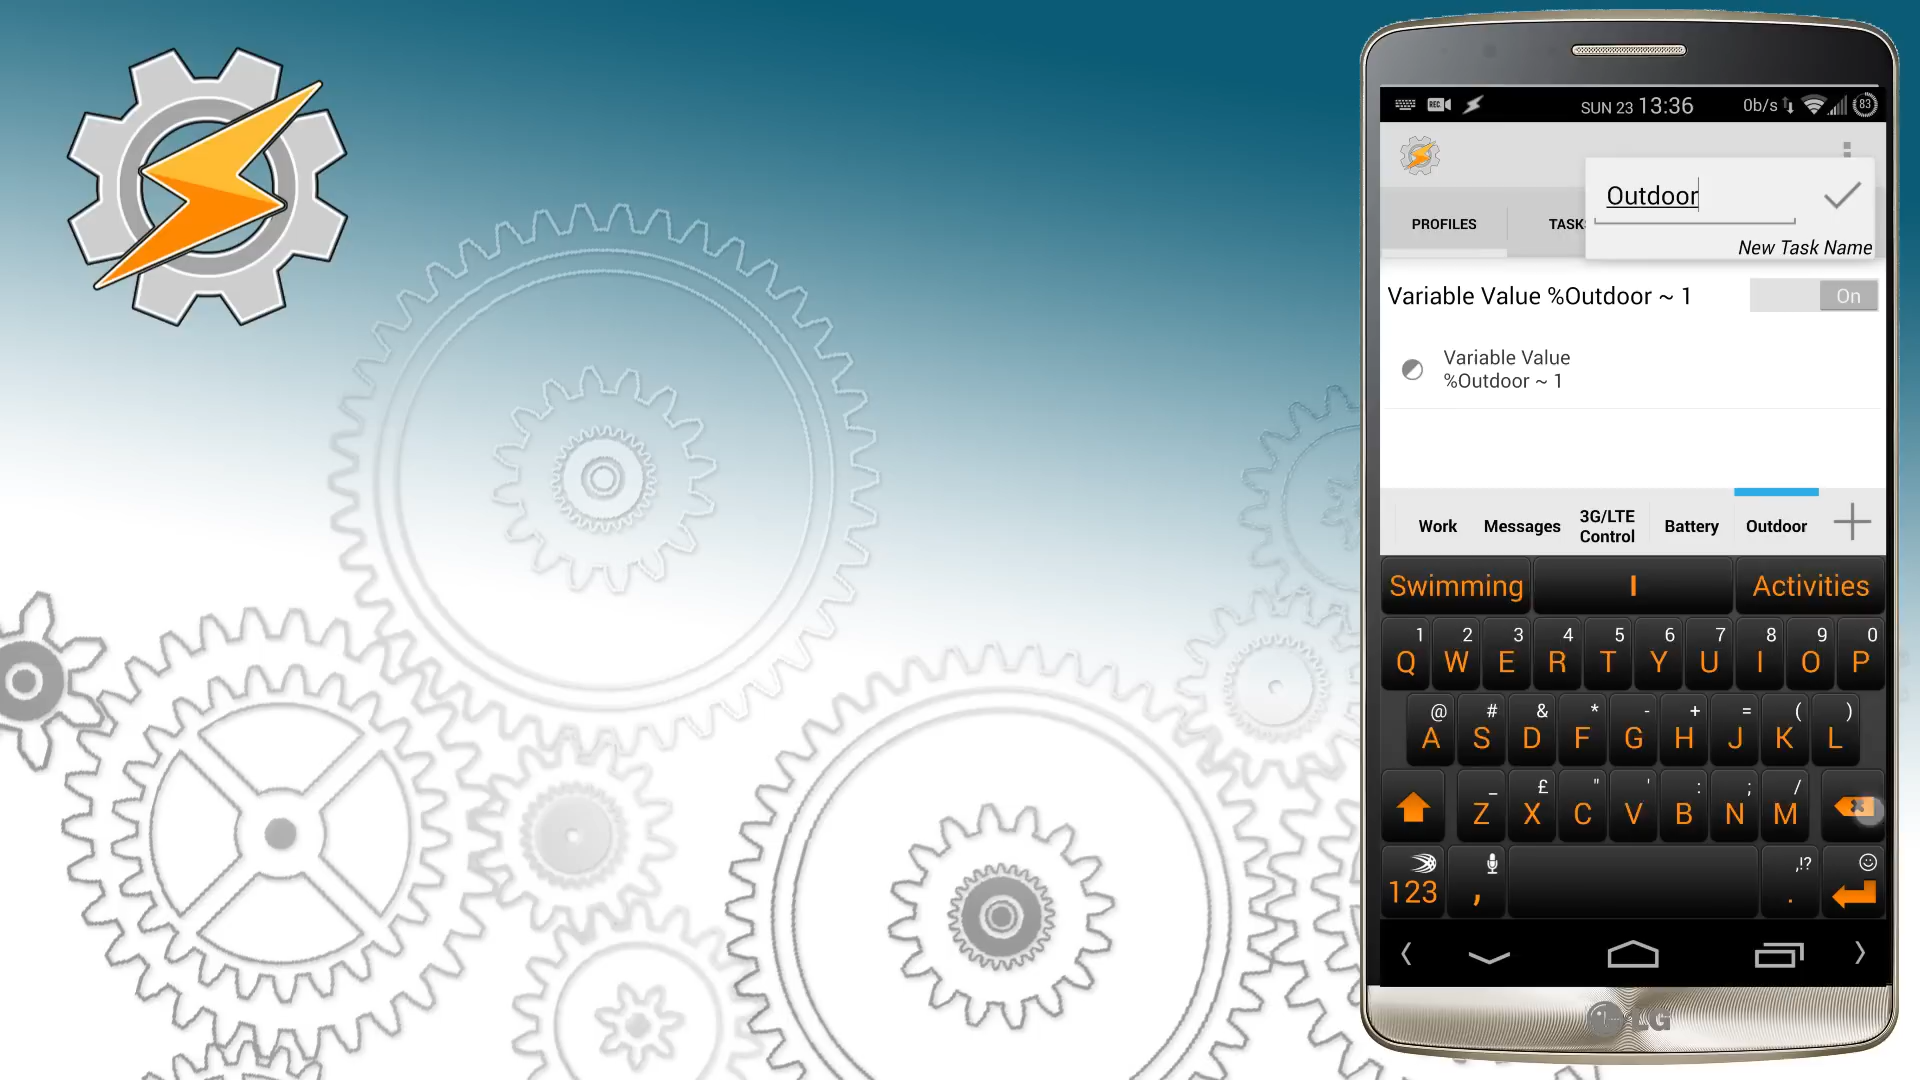 REC
SUN 23 13:36
0b/s
83
Outdoor
New Task Name
PROFILES
TASK
Variable Value %Outdoor ~ 1
On
Variable Value
%Outdoor ~ 1
Work
Messages
3G/LTE
Control
Battery
Outdoor
Swimming
I
Activities
1 2 3 4 5 6 7 8 9 0
Q W E R T Y U I O P
@ # & * - + = ( )
A S D F G H J K L
_ £ " ' : ; /
Z X C V B N M
,!?
123 , .
LG